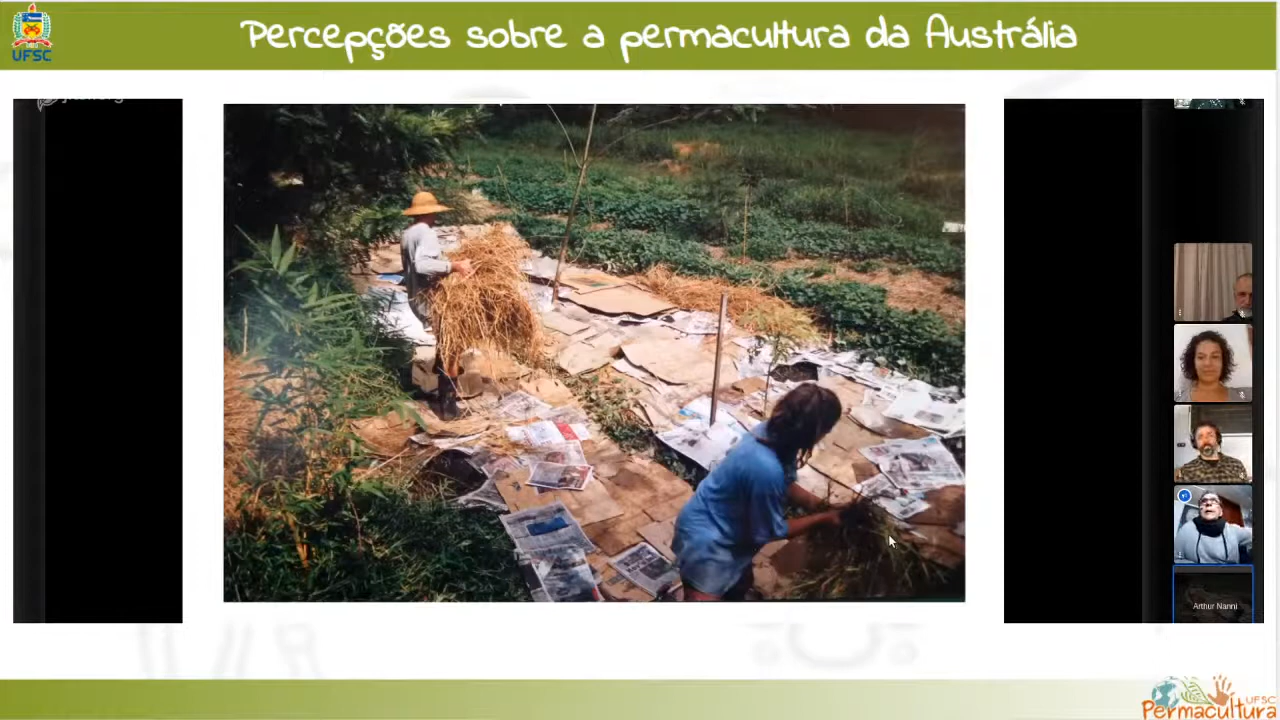 Percepções sobre a permacultura da Austrália
UFSC
Arthur Nanni
UFSC
Permacultura